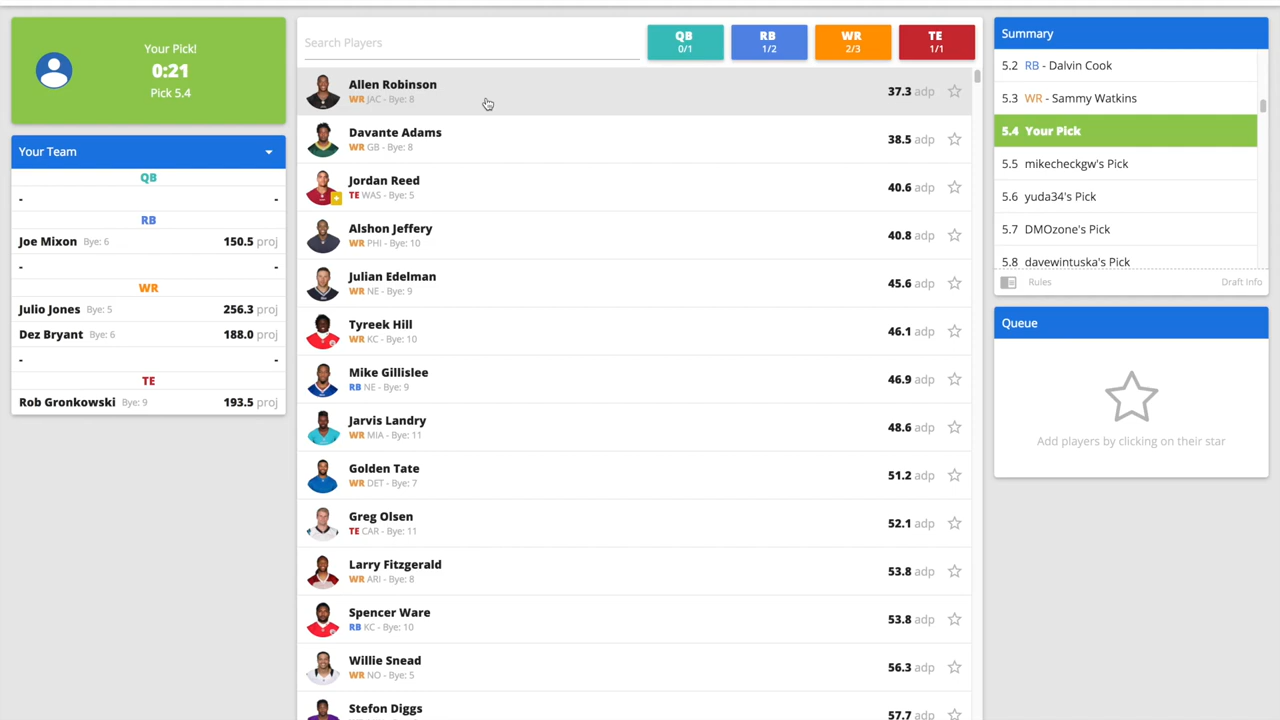 Your Pick!
0:21
Pick 5.4
Your Team
QB
- -
RB
Joe Mixon Bye: 6 150.5 proj
- -
WR
Julio Jones Bye: 5 256.3 proj
Dez Bryant Bye: 6 188.0 proj
- -
TE
Rob Gronkowski Bye: 9 193.5 proj
Search Players
QB
0/1
RB
1/2
WR
2/3
TE
1/1
Allen Robinson
WR JAC - Bye: 8
37.3 adp
Davante Adams
WR GB - Bye: 8
38.5 adp
Jordan Reed
TE WAS - Bye: 5
40.6 adp
Alshon Jeffery
WR PHI - Bye: 10
40.8 adp
Julian Edelman
WR NE - Bye: 9
45.6 adp
Tyreek Hill
WR KC - Bye: 10
46.1 adp
Mike Gillislee
RB NE - Bye: 9
46.9 adp
Jarvis Landry
WR MIA - Bye: 11
48.6 adp
Golden Tate
WR DET - Bye: 7
51.2 adp
Greg Olsen
TE CAR - Bye: 11
52.1 adp
Larry Fitzgerald
WR ARI - Bye: 8
53.8 adp
Spencer Ware
RB KC - Bye: 10
53.8 adp
Willie Snead
WR NO - Bye: 5
56.3 adp
Stefon Diggs
57.7 adp
Summary
5.2 RB - Dalvin Cook
5.3 WR - Sammy Watkins
5.4 Your Pick
5.5 mikecheckgw's Pick
5.6 yuda34's Pick
5.7 DMOzone's Pick
5.8 davewintuska's Pick
Rules Draft Info
Queue
Add players by clicking on their star